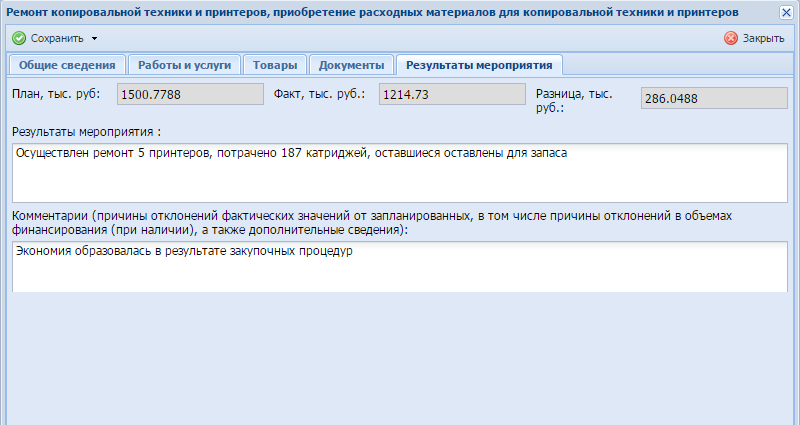 Ремонт копировальной техники и принтеров, приобретение расходных материалов для копировальной техники и принтеров
Сохранить Закрыть
Общие сведения Работы и услуги Товары Документы Результаты мероприятия
План, тыс. руб: 1500.7788 Факт, тыс. руб.: 1214.73 Разница, тыс.
руб.: 286.0488
Результаты мероприятия :
Осуществлен ремонт 5 принтеров, потрачено 187 катриджей, оставшиеся оставлены для запаса
Комментарии (причины отклонений фактических значений от запланированных, в том числе причины отклонений в объемах
финансирования (при наличии), а также дополнительные сведения):
Экономия образовалась в результате закупочных процедур